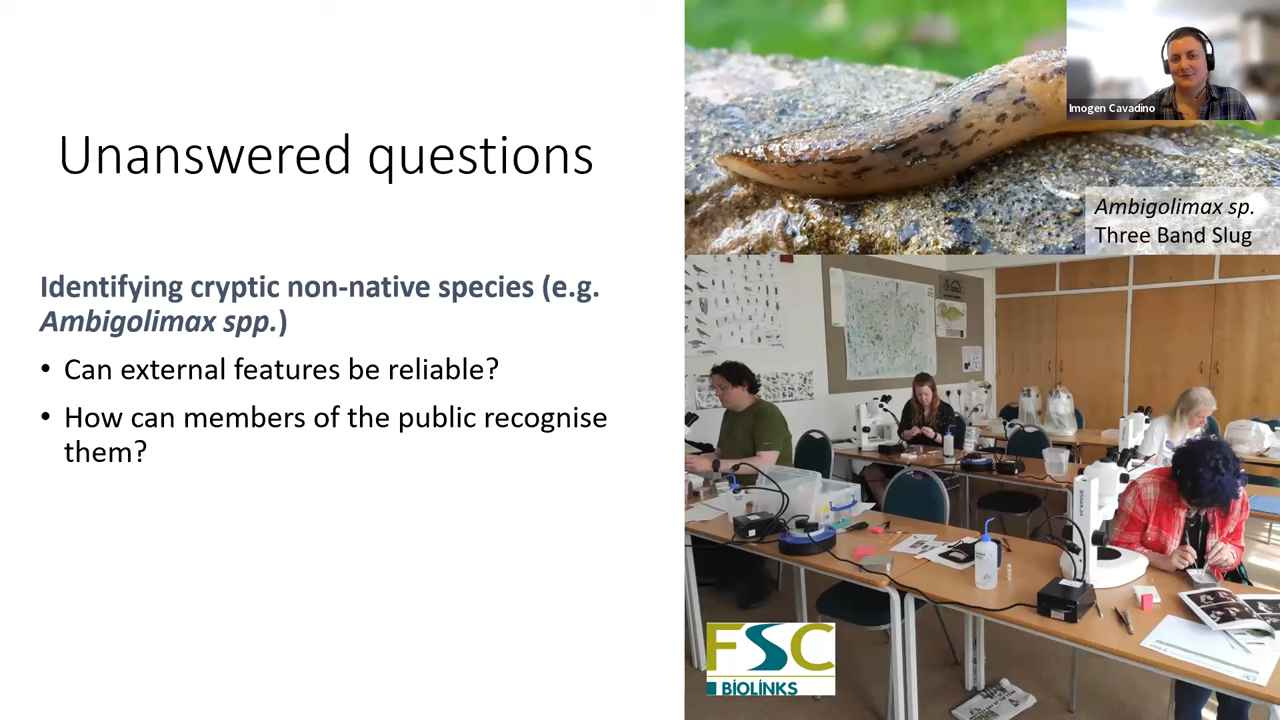 Unanswered questions
Identifying cryptic non-native species (e.g.
Ambigolimax spp.)
• Can external features be reliable?
• How can members of the public recognise
them?
Imogen Cavadino
Ambigolimax sp.
Three Band Slug
FSC
BiOLiNKS